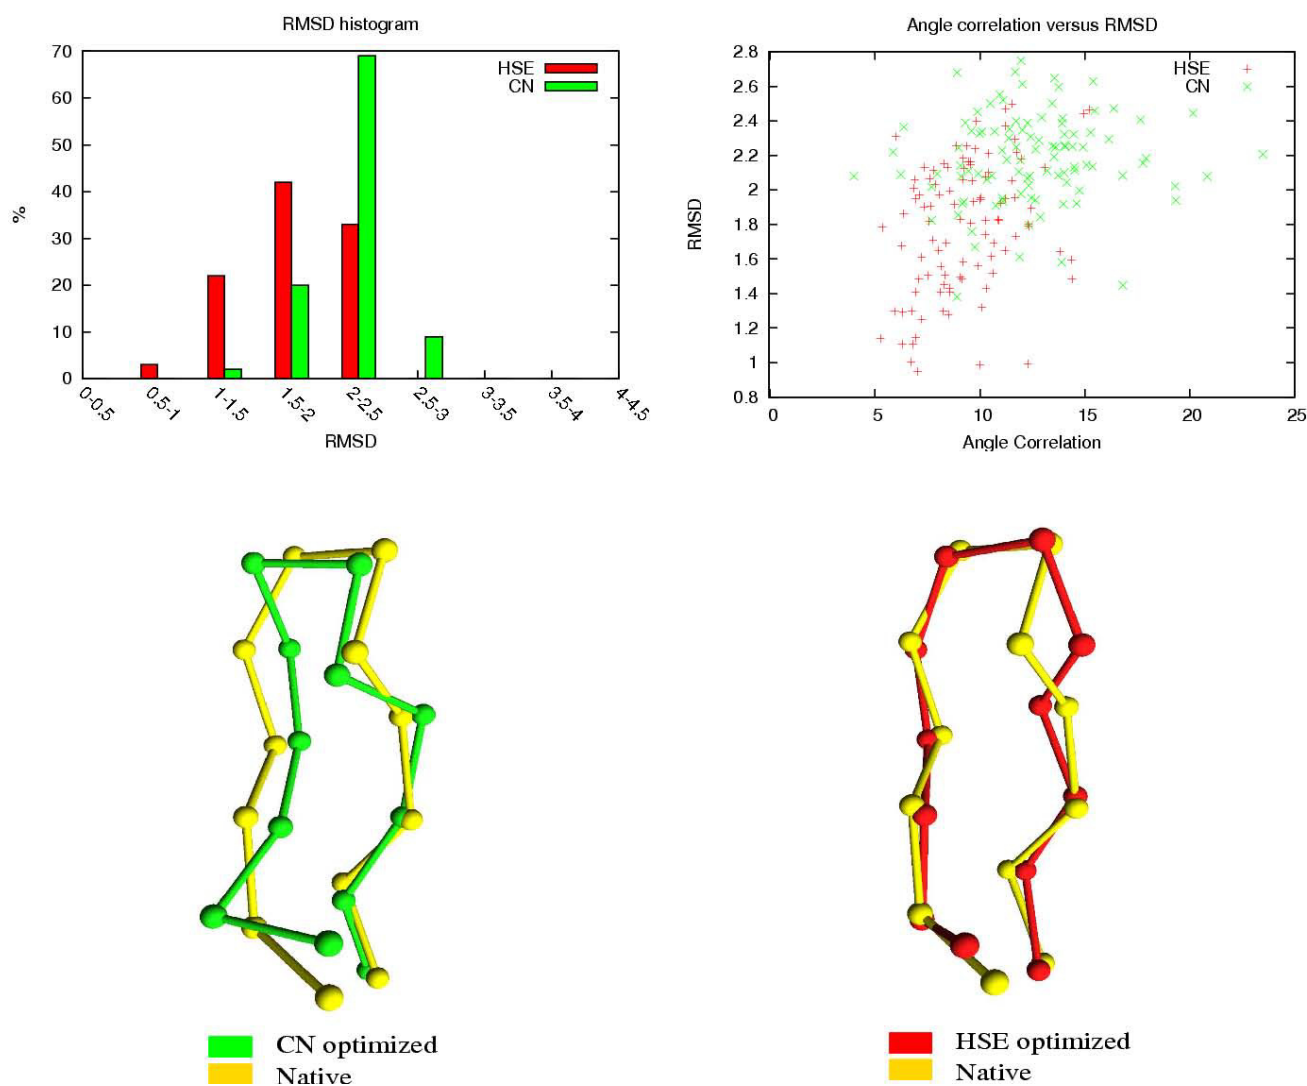 RMSD histogram
70
60
50
40
30
20
10
0
%
HSE
CN
0-0.5
0.5-1
1-1.5
1.5-2
2-2.5
2.5-3
3-3.5
3.5-4
4-4.5
RMSD
Angle correlation versus RMSD
2.8
2.6
2.4
2.2
2
1.8
1.6
1.4
1.2
1
0.8
RMSD
HSE
CN
0
5
10
15
20
25
Angle Correlation
CN optimized
Native
HSE optimized
Native